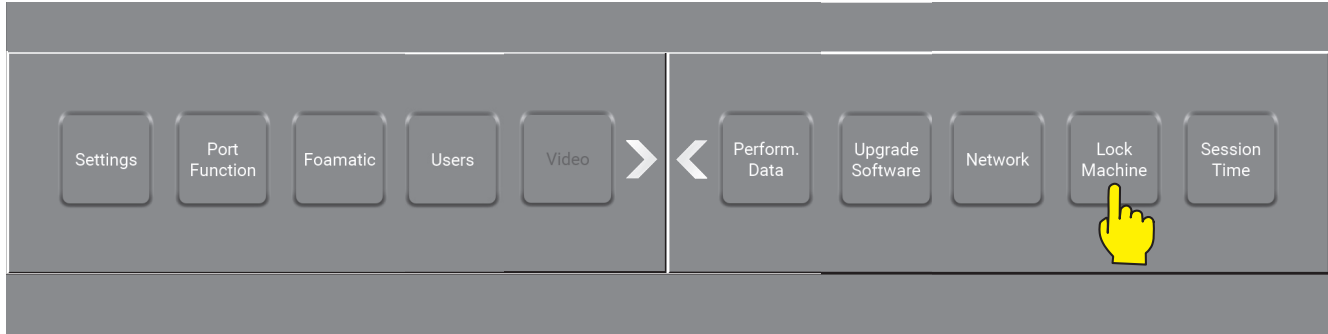 Settings
Port
Function
Foamatic
Users
Video
Perform.
Data
Upgrade
Software
Network
Lock
Machine
Session
Time